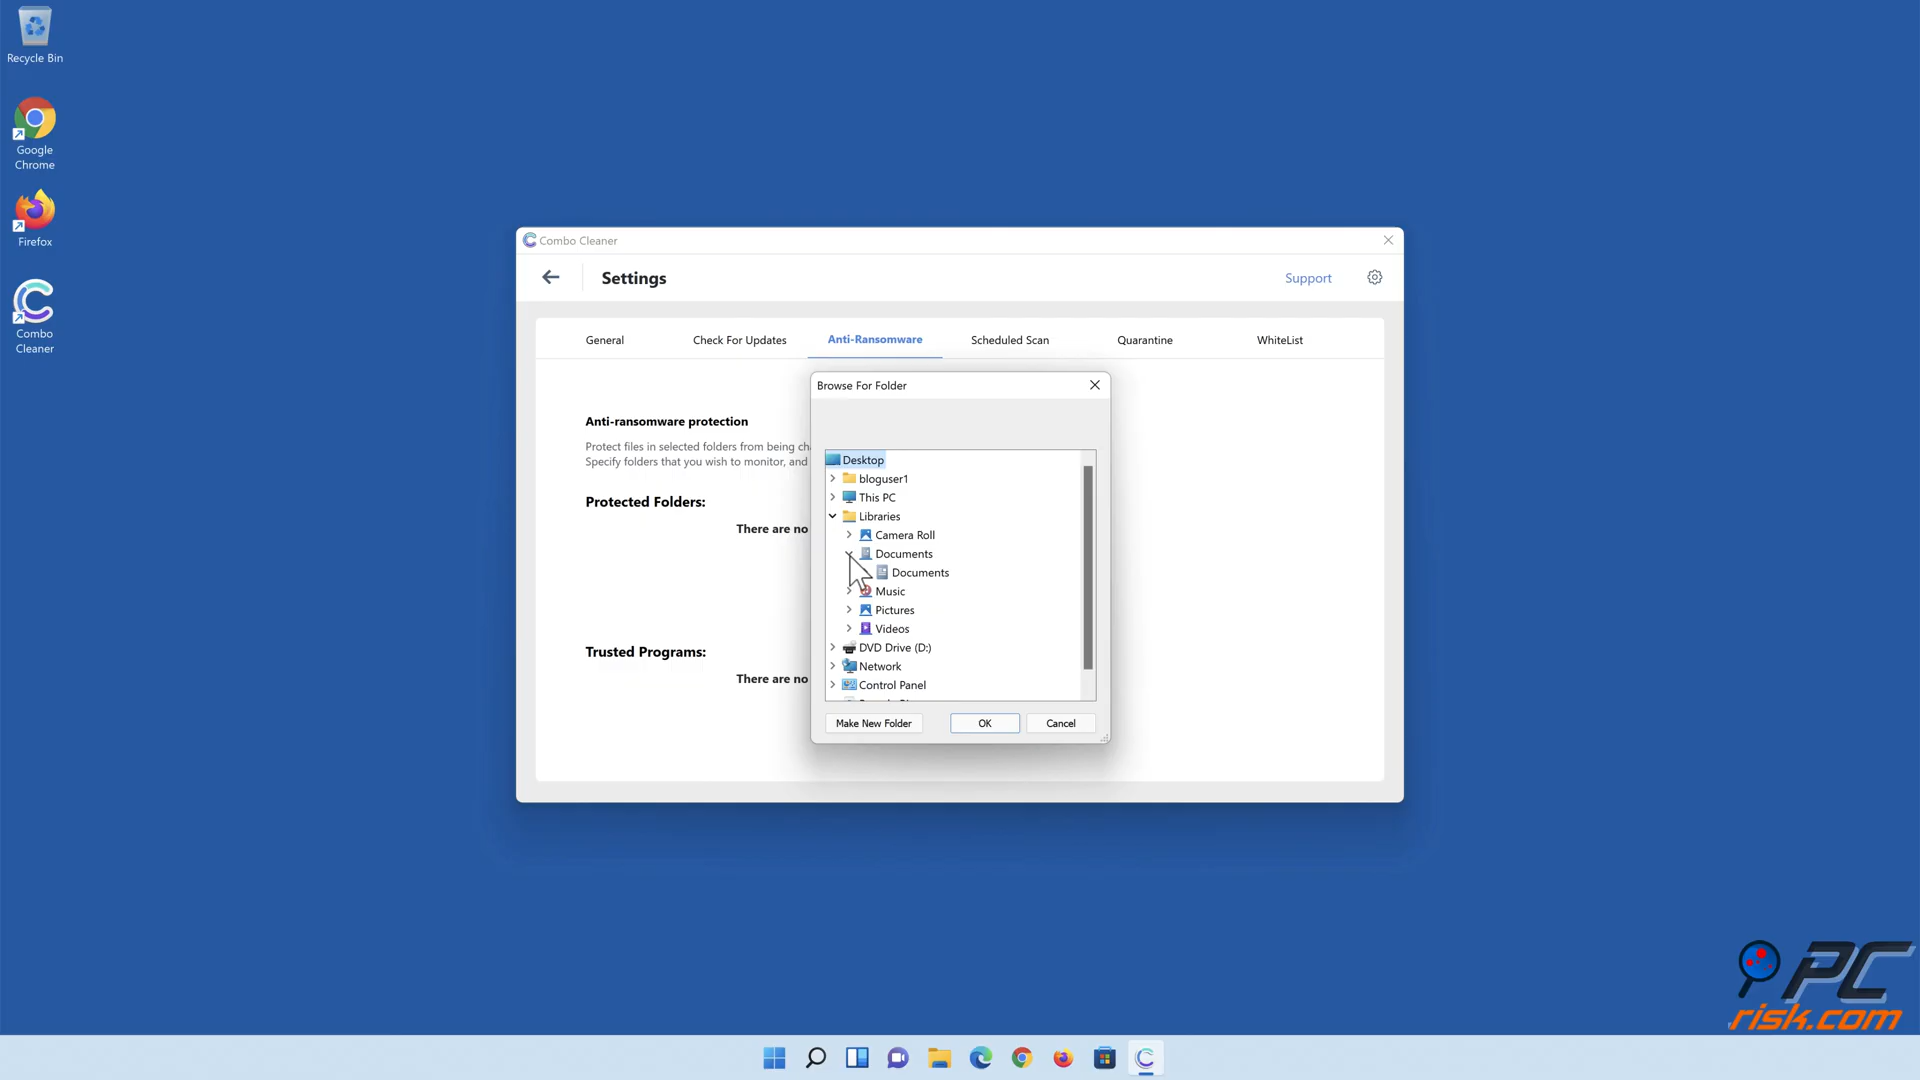 Recycle Bin
Google
Chrome
Firefox
Combo
Cleaner
Combo Cleaner
Settings
Support
General
Check For Updates
Anti-Ransomware
Scheduled Scan
Quarantine
WhiteList
Anti-ransomware protection
Protect files in selected folders from being
Specify folders that you wish to monitor, and
Protected Folders:
There are no
Trusted Programs:
There are no
Browse For Folder
Desktop
bloguser1
This PC
Libraries
Camera Roll
Documents
Documents
Music
Pictures
Videos
DVD Drive (D:)
Network
Control Panel
Make New Folder
OK
Cancel
PC
risk.com